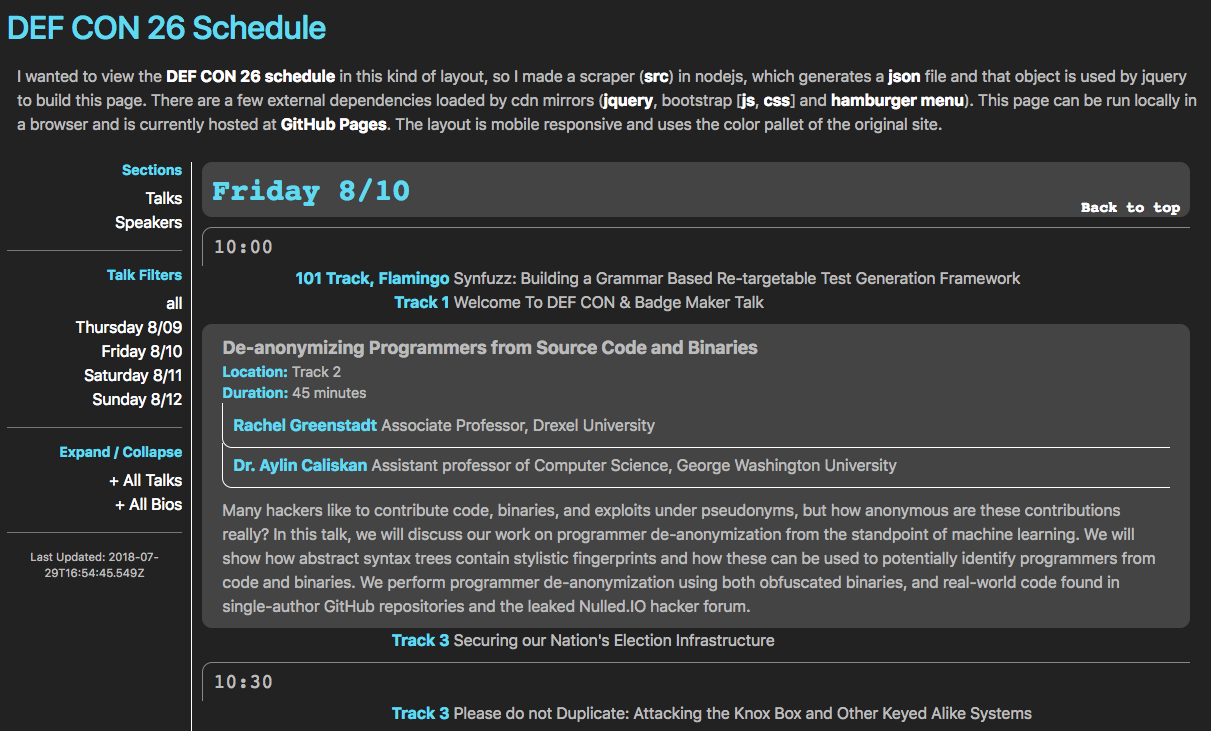 DEF CON 26 Schedule
I wanted to view the DEF CON 26 schedule in this kind of layout, so I made a scraper (src) in nodejs, which generates a json file and that object is used by jquery
to build this page. There are a few external dependencies loaded by cdn mirrors (jquery, bootstrap [js, css] and hamburger menu). This page can be run locally in
a browser and is currently hosted at GitHub Pages. The layout is mobile responsive and uses the color pallet of the original site.
Sections
Talks
Speakers
Talk Filters
all
Thursday 8/09
Friday 8/10
Saturday 8/11
Sunday 8/12
Expand / Collapse
+ All Talks
+ All Bios
Last Updated: 2018-07-
29T16:54:45.549Z
Friday 8/10
Back to top
10:00
101 Track, Flamingo Synfuzz: Building a Grammar Based Re-targetable Test Generation Framework
Track 1 Welcome To DEF CON & Badge Maker Talk
De-anonymizing Programmers from Source Code and Binaries
Location: Track 2
Duration: 45 minutes
Rachel Greenstadt Associate Professor, Drexel University
Dr. Aylin Caliskan Assistant professor of Computer Science, George Washington University
Many hackers like to contribute code, binaries, and exploits under pseudonyms, but how anonymous are these contributions
really? In this talk, we will discuss our work on programmer de-anonymization from the standpoint of machine learning. We will
show how abstract syntax trees contain stylistic fingerprints and how these can be used to potentially identify programmers from
code and binaries. We perform programmer de-anonymization using both obfuscated binaries, and real-world code found in
single-author GitHub repositories and the leaked Nulled.IO hacker forum.
Track 3 Securing our Nation's Election Infrastructure
10:30
Track 3 Please do not Duplicate: Attacking the Knox Box and Other Keyed Alike Systems